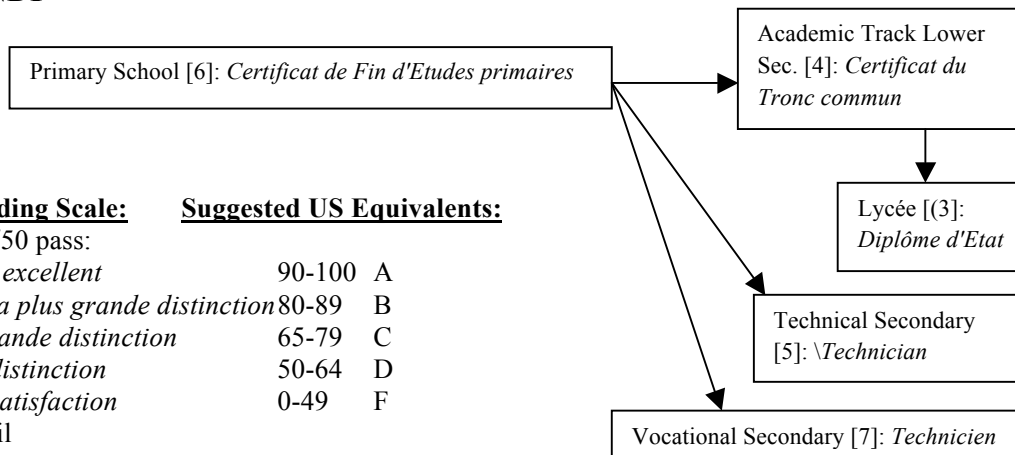 Academic Track Lower
Sec. [4]: Certificat du
Tronc commun
Primary School [6]: Certificat de Fin d'Etudes primaires
Lycée [(3]:
Diplôme d'Etat
ding Scale: Suggested US Equivalents:
50 pass:
excellent 90-100 A
a plus grande distinction 80-89 B
ande distinction 65-79 C
distinction 50-64 D
atisfaction 0-49 F
il
Technical Secondary
[5]: \Technician
Vocational Secondary [7]: Technicien